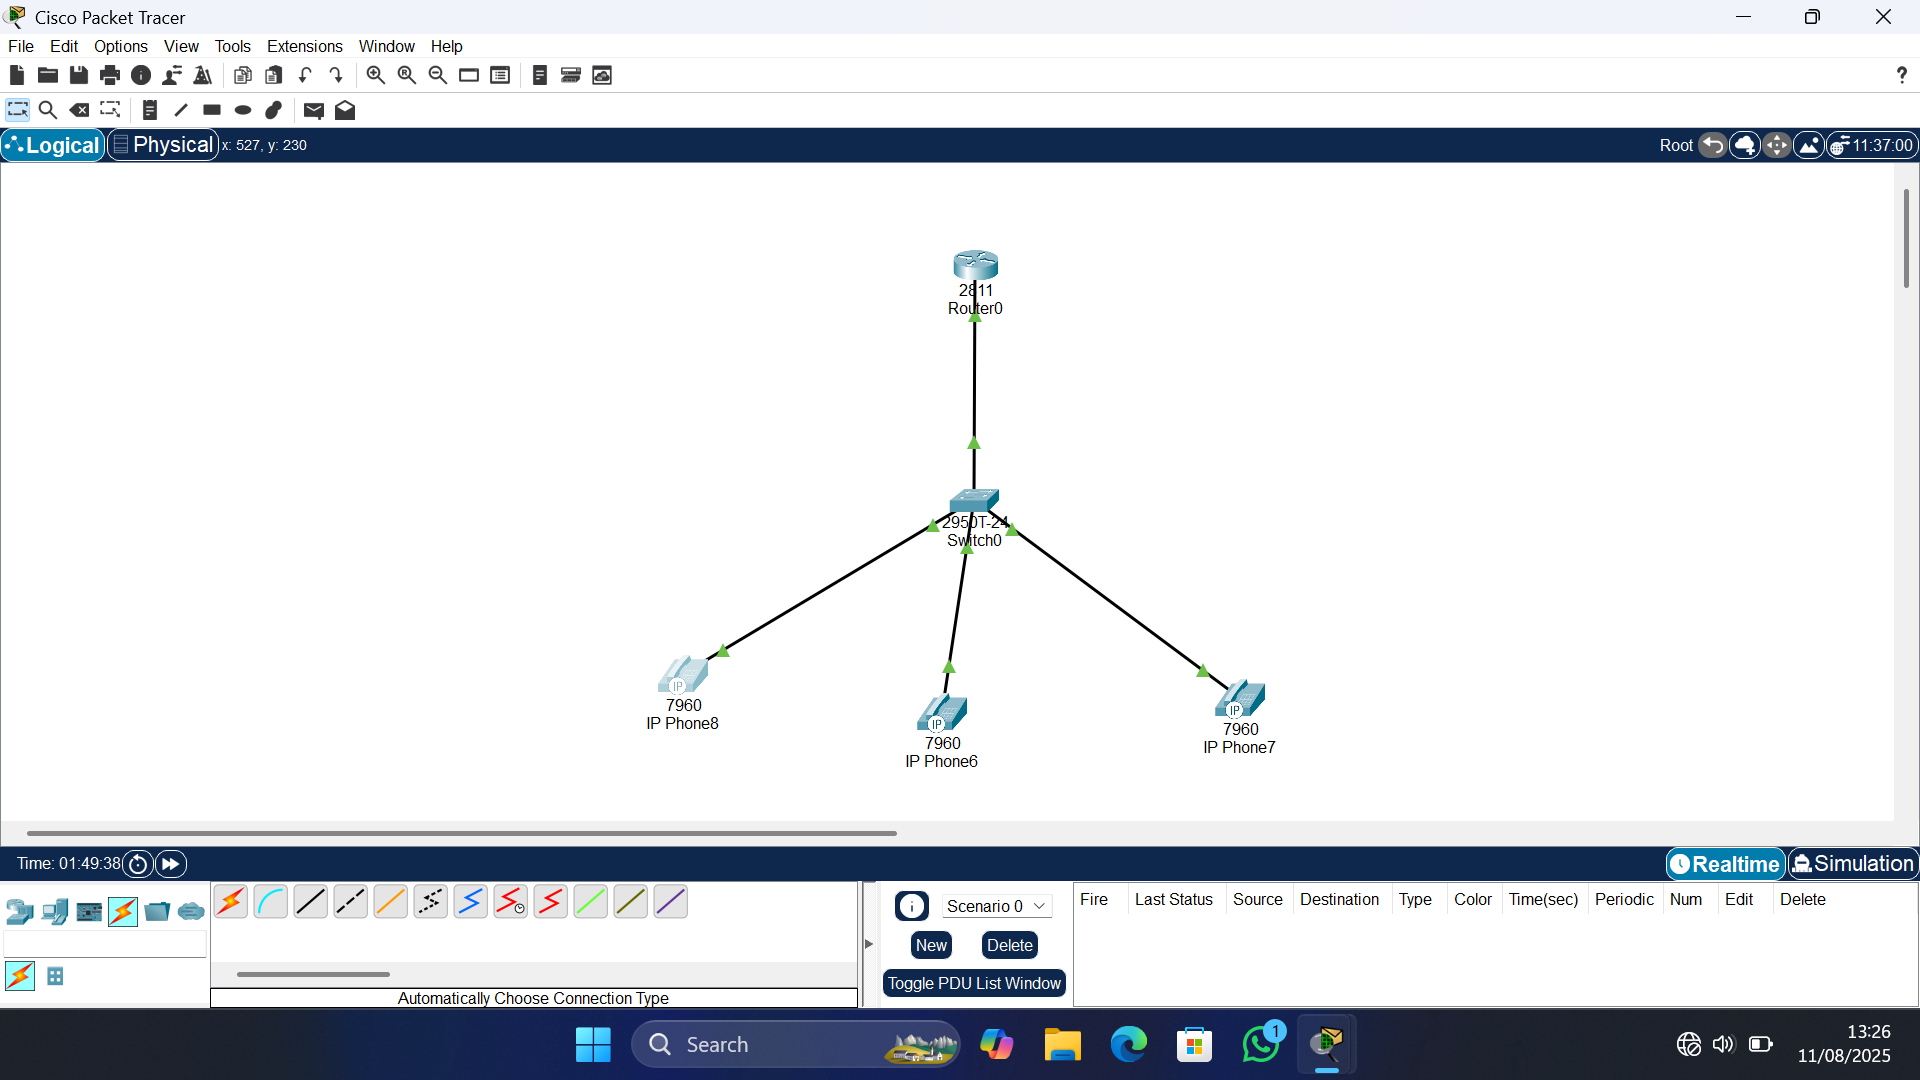 Cisco Packet Tracer
File Edit Options View Tools Extensions Window Help
Logical Physical x: 527, y: 230 Root 11:37:00
2811
Router0
2950T-24
Switch0
7960
IP Phone8
7960
IP Phone6
7960
IP Phone7
Time: 01:49:38 Realtime Simulation
Scenario 0
New Delete
Toggle PDU List Window
Fire Last Status Source Destination Type Color Time(sec) Periodic Num Edit Delete
Automatically Choose Connection Type
Search
1
13:26
11/08/2025